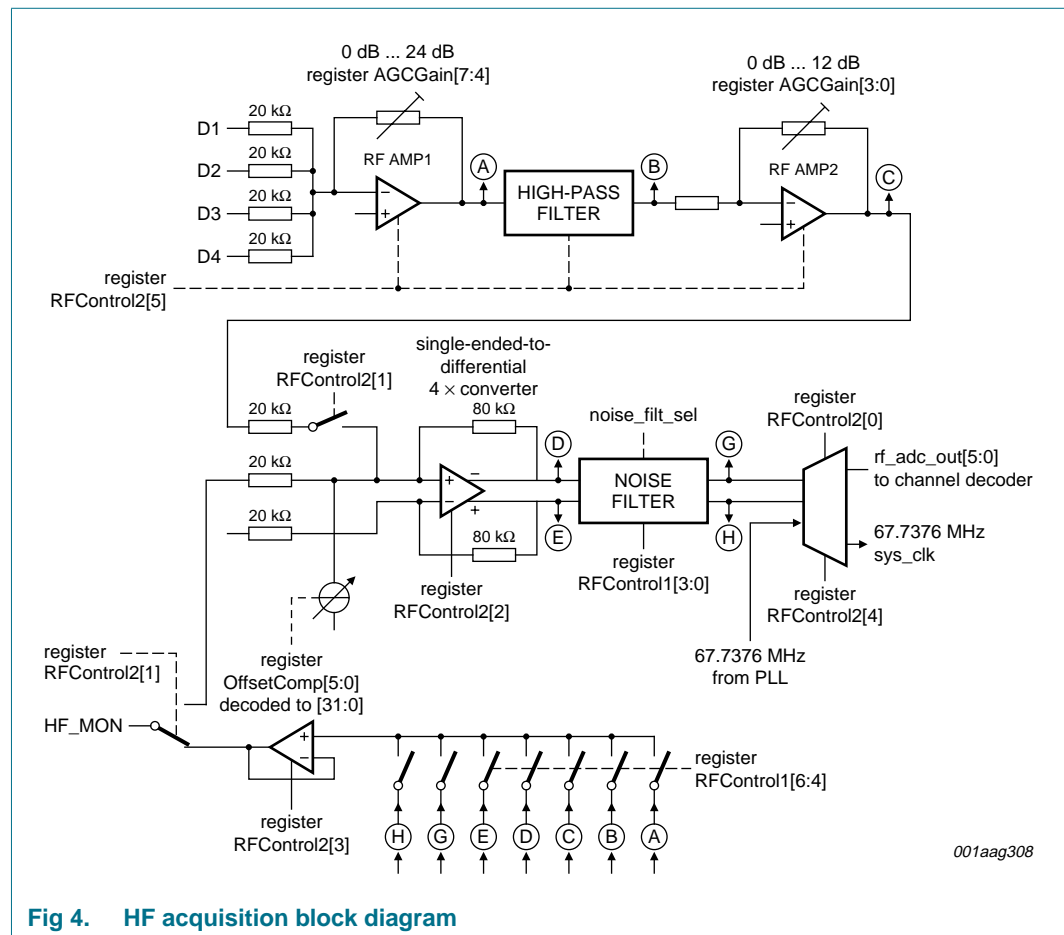 0 dB ... 24 dB
register AGCGain[7:4]
0 dB ... 12 dB
register AGCGain[3:0]
D1
20 kΩ
D2
20 kΩ
D3
20 kΩ
D4
20 kΩ
RF AMP1
−
+
A
HIGH-PASS
FILTER
B
RF AMP2
−
+
C
register
RFControl2[5]
register
RFControl2[1]
20 kΩ
20 kΩ
20 kΩ
single-ended-to-
differential
4 × converter
80 kΩ
+
−
−
+
80 kΩ
register
RFControl2[2]
D
E
noise_filt_sel
NOISE
FILTER
register
RFControl1[3:0]
G
H
register
RFControl2[0]
rf_adc_out[5:0]
to channel decoder
67.7376 MHz
sys_clk
register
RFControl2[4]
67.7376 MHz
from PLL
register
OffsetComp[5:0]
decoded to [31:0]
register
RFControl2[1]
HF_MON
+
−
register
RFControl2[3]
register
RFControl1[6:4]
H G E D C B A
001aag308
Fig 4. HF acquisition block diagram